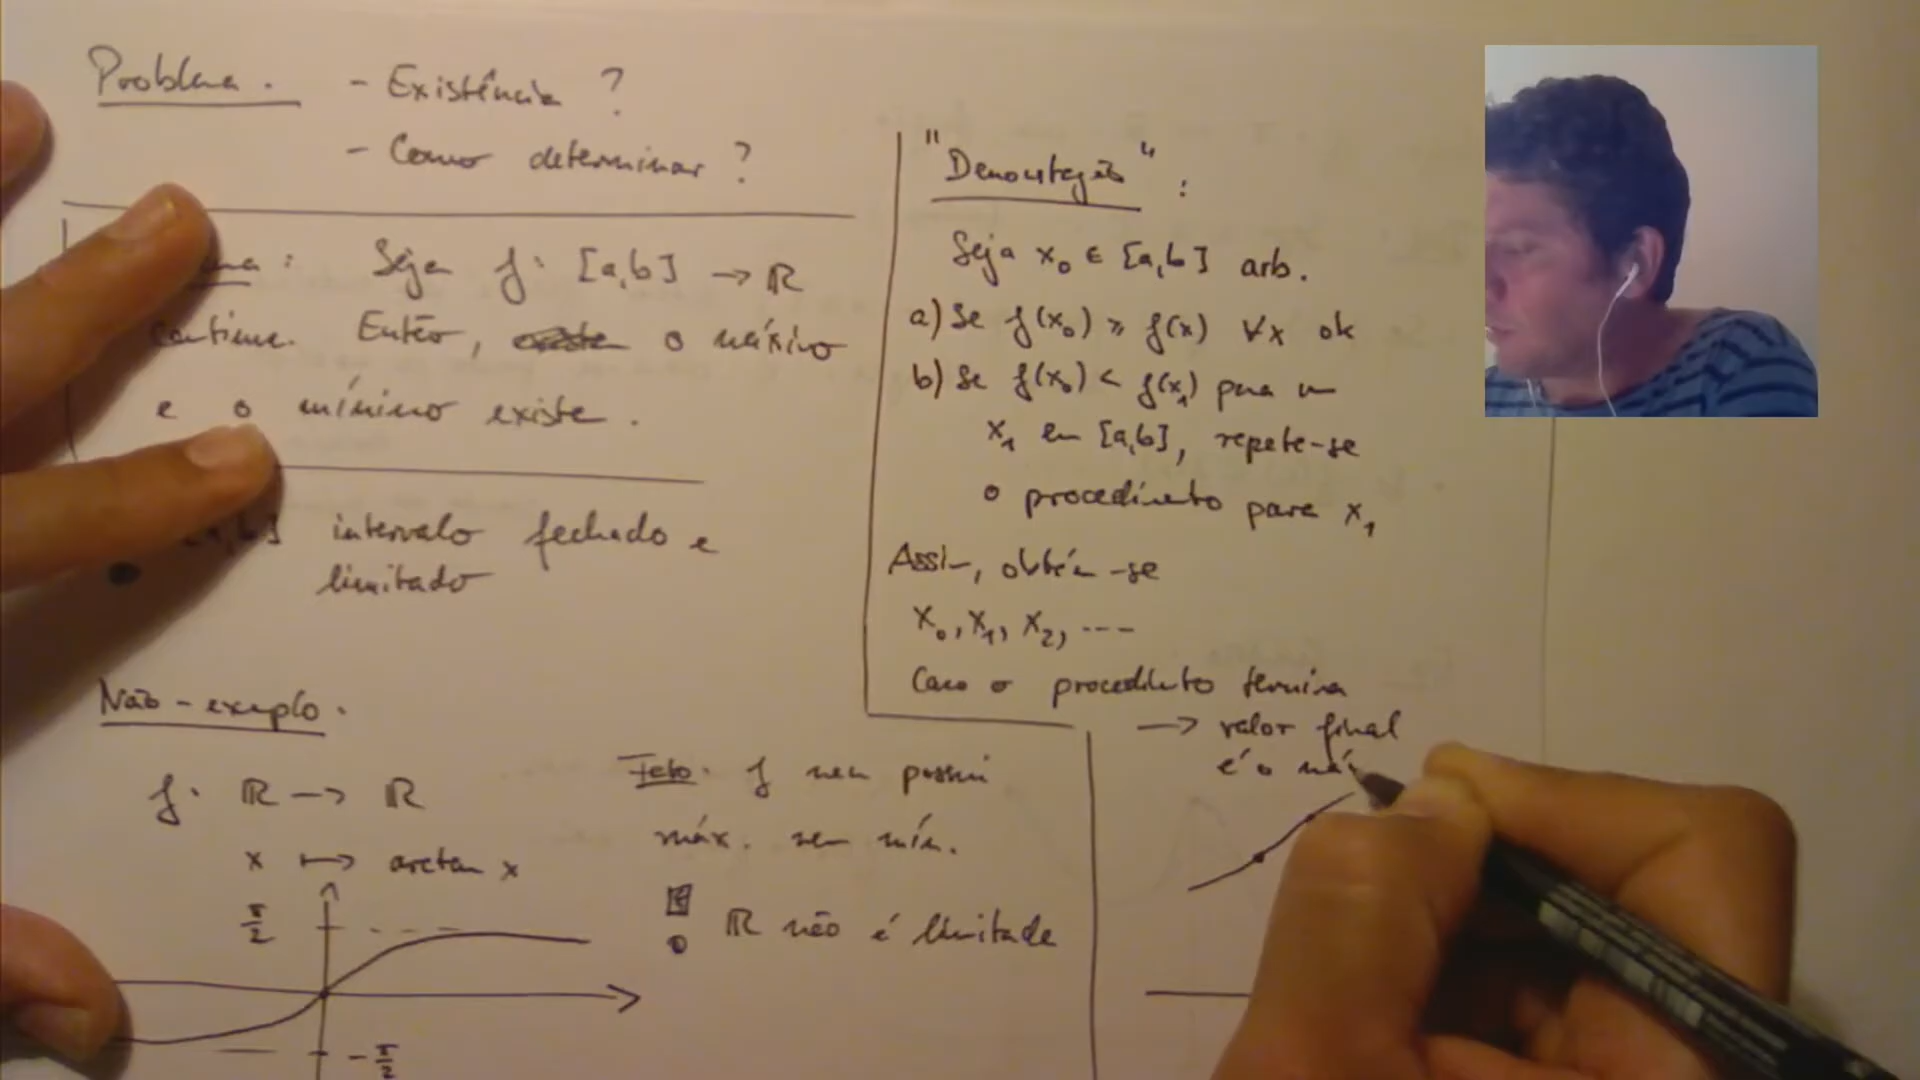 Problema. - Existência ?
- Como determinar ?
Seja f: [a,b] → ℝ
contínua. Então, o máximo
e o mínimo existe.
intervalo fechado e
limitado
Não-exemplo.
f: ℝ → ℝ
x ↦ arctan x
π/2
-π/2
Facto. f nem possui
máx. nem mín.
! ℝ não é limitado
"Demonstração" :
Seja x₀ ∈ [a,b] arb.
a) Se f(x₀) ≥ f(x) ∀x ok
b) Se f(x₀) < f(x₁) para um
x₁ em [a,b], repete-se
o procedimento para x₁
Assim, obtém-se
x₀, x₁, x₂, ----
Caso o procedimento termina
→ valor final
é o má